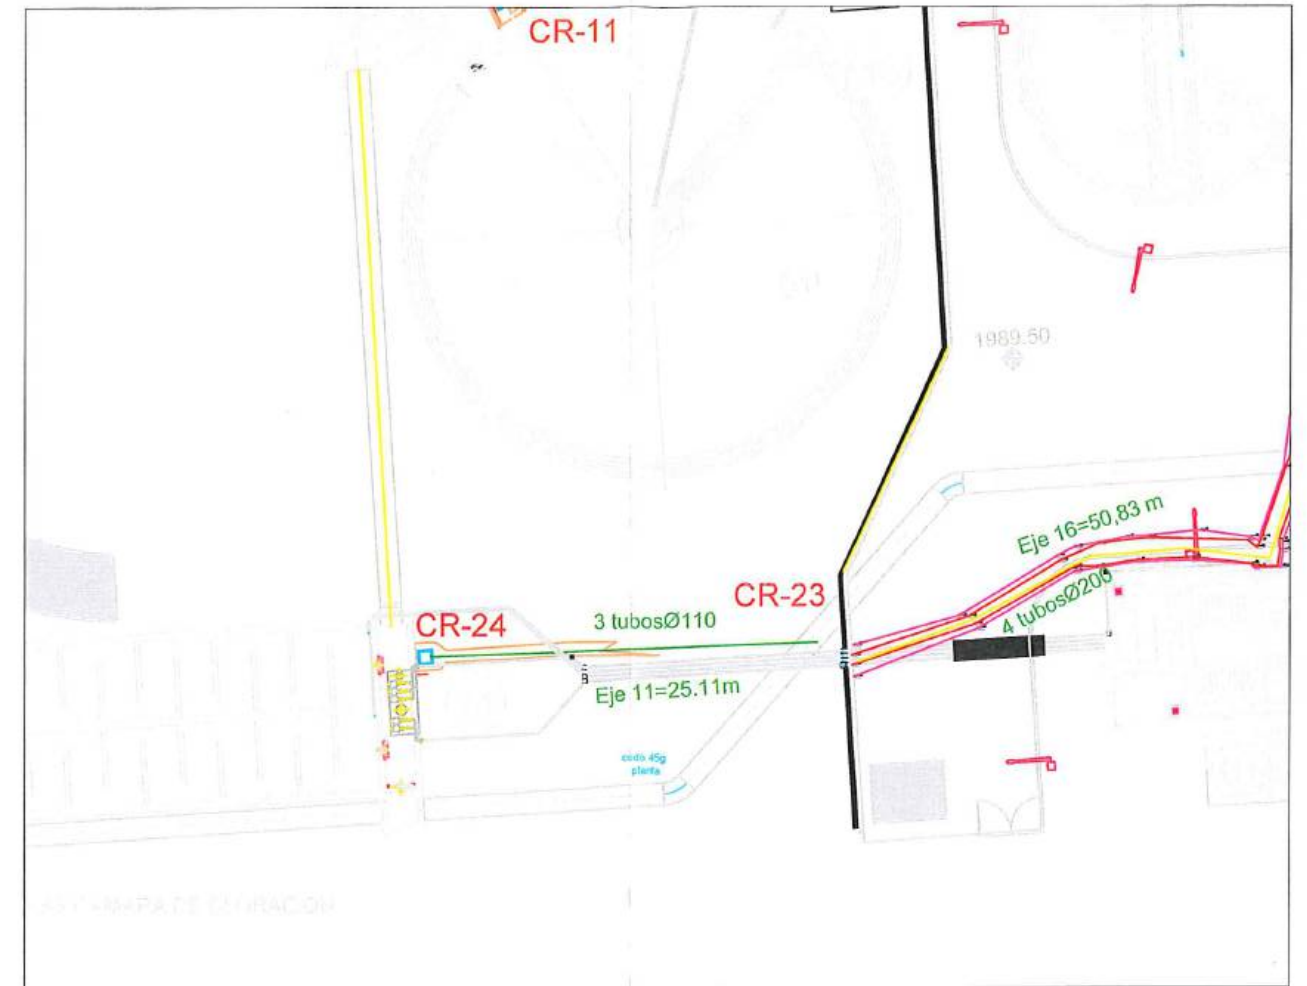 CR-11
1989.50
Eje 16=50,83 m
CR-23
4 tubosØ200
CR-24
3 tubosØ110
Eje 11=25.11m
codo 45g
planta